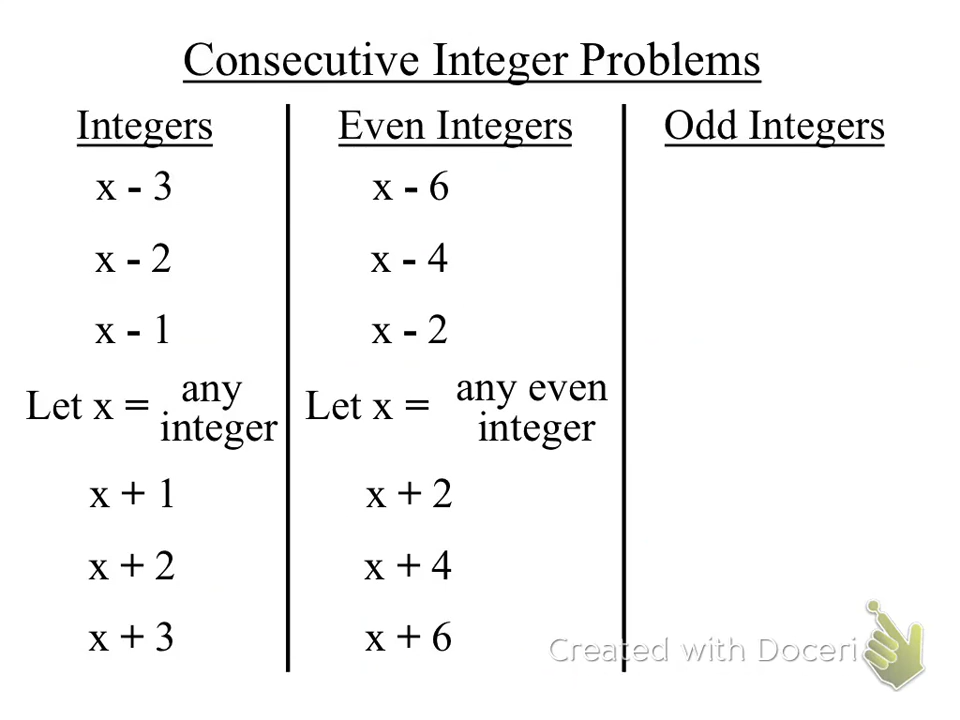 Consecutive Integer Problems
Integers
x - 3
x - 2
x - 1
Let x = any
integer
x + 1
x + 2
x + 3
Even Integers
x - 6
x - 4
x - 2
Let x = any even
integer
x + 2
x + 4
x + 6
Odd Integers
Created with Doceri